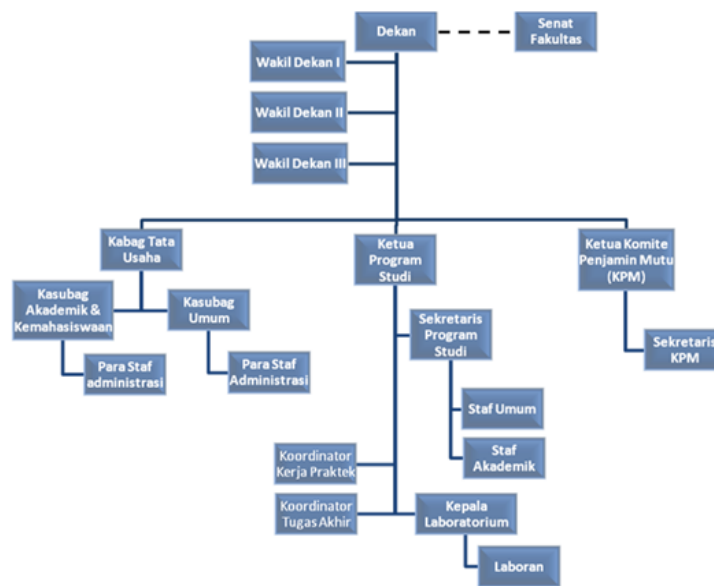 Dekan
Senat
Fakultas
Wakil Dekan I
Wakil Dekan II
Wakil Dekan III
Kabag Tata
Usaha
Ketua
Program
Studi
Ketua Komite
Penjamin Mutu
(KPM)
Kasubag
Akademik &
Kemahasiswaan
Kasubag
Umum
Sekretaris
Program
Studi
Sekretaris
KPM
Para Staf
administrasi
Para Staf
Administrasi
Staf Umum
Staf
Akademik
Koordinator
Kerja Praktek
Koordinator
Tugas Akhir
Kepala
Laboratorium
Laboran